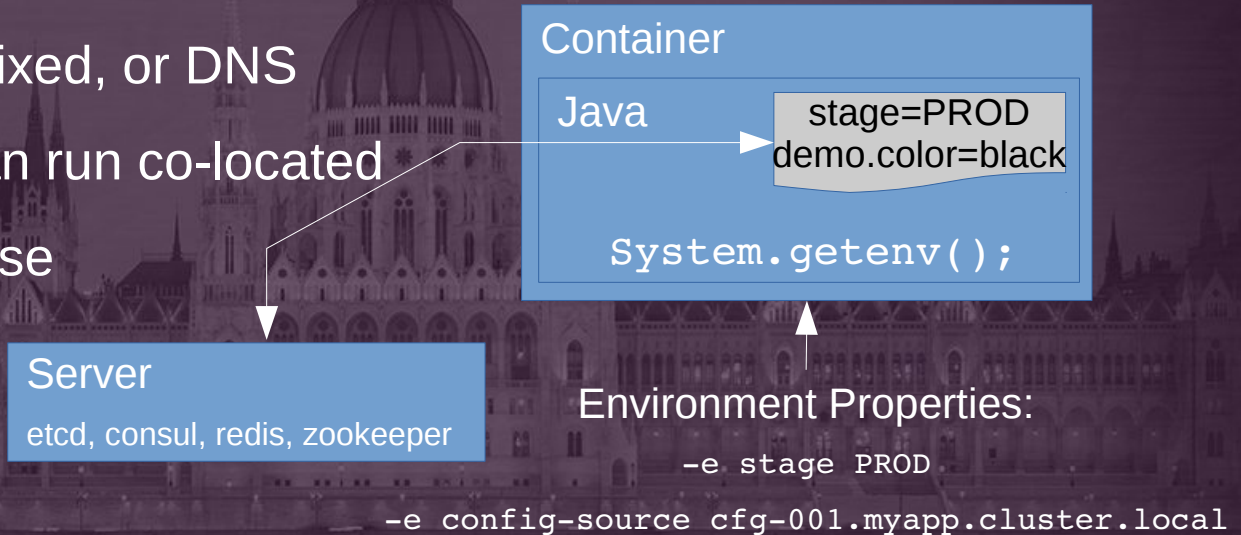 ixed, or DNS
an run co-located
se
Container
Java
stage=PROD
demo.color=black
System.getenv();
Server
etcd, consul, redis, zookeeper
Environment Properties:
-e stage PROD
-e config-source cfg-001.myapp.cluster.local